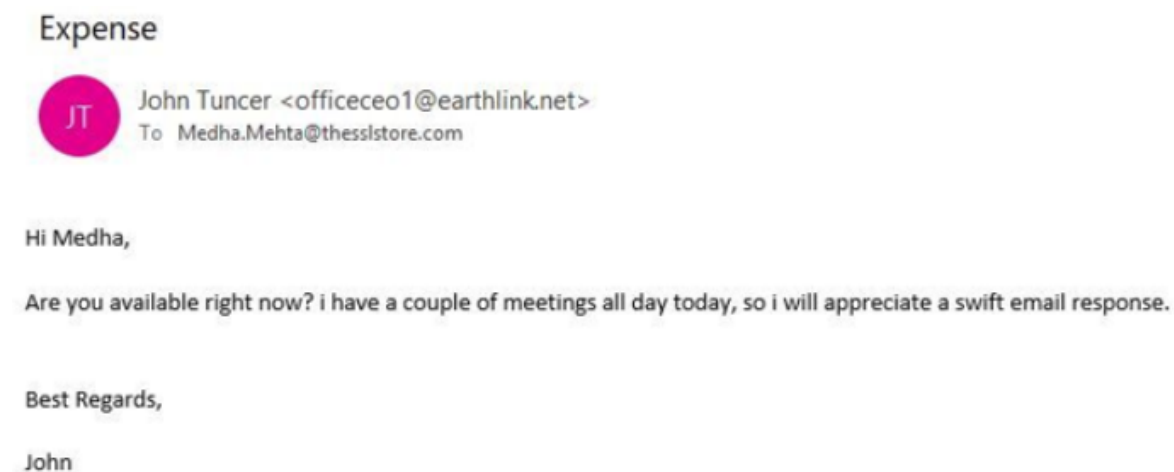 Expense
JT
John Tuncer <officeceo1@earthlink.net>
To Medha.Mehta@thesslstore.com
Hi Medha,
Are you available right now? i have a couple of meetings all day today, so i will appreciate a swift email response.
Best Regards,
John